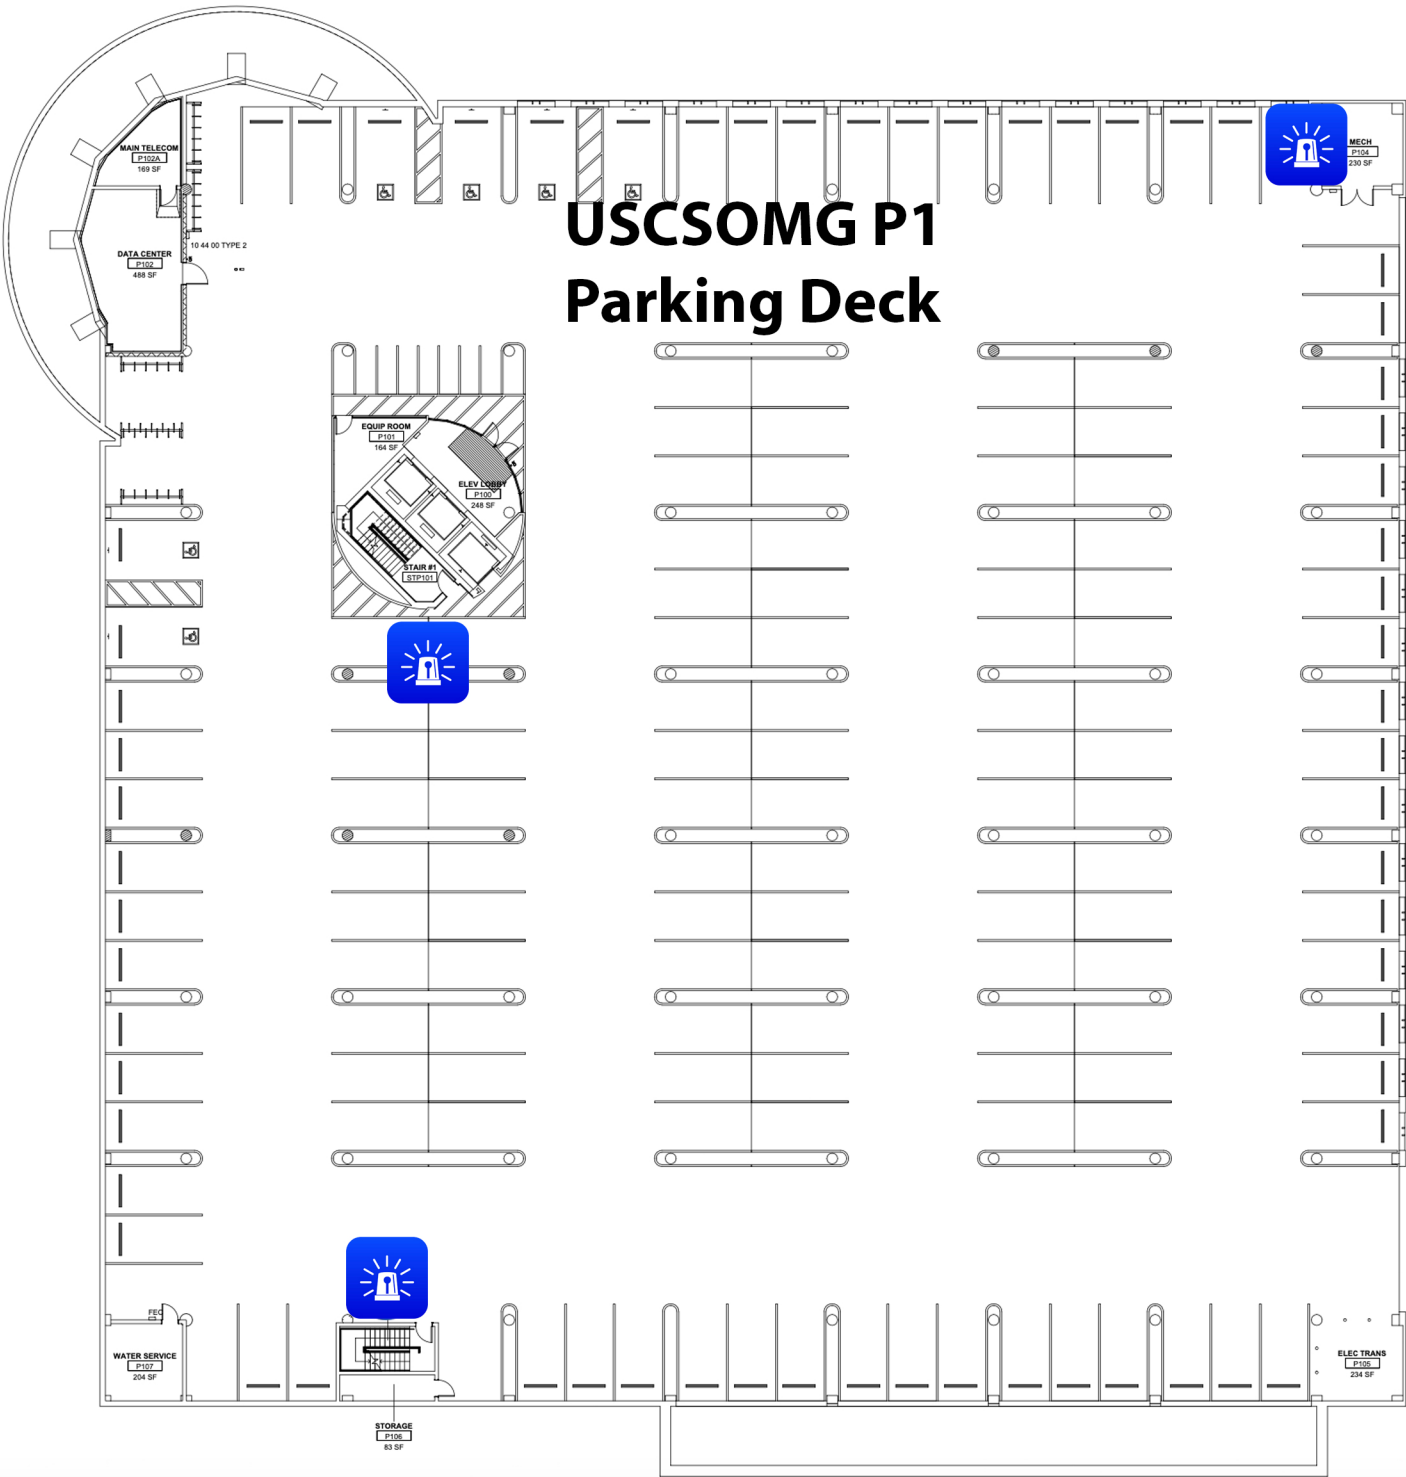 MAIN TELECOM
P102A
169 SF
MECH
P104
230 SF
USCSOMG P1
Parking Deck
10 44 00 TYPE 2
DATA CENTER
P102
488 SF
EQUIP ROOM
P101
164 SF
ELEV LOBBY
P100
248 SF
STAIR #1
STP101
FEC
WATER SERVICE
P107
204 SF
ELEC TRANS
P105
234 SF
STORAGE
P106
83 SF